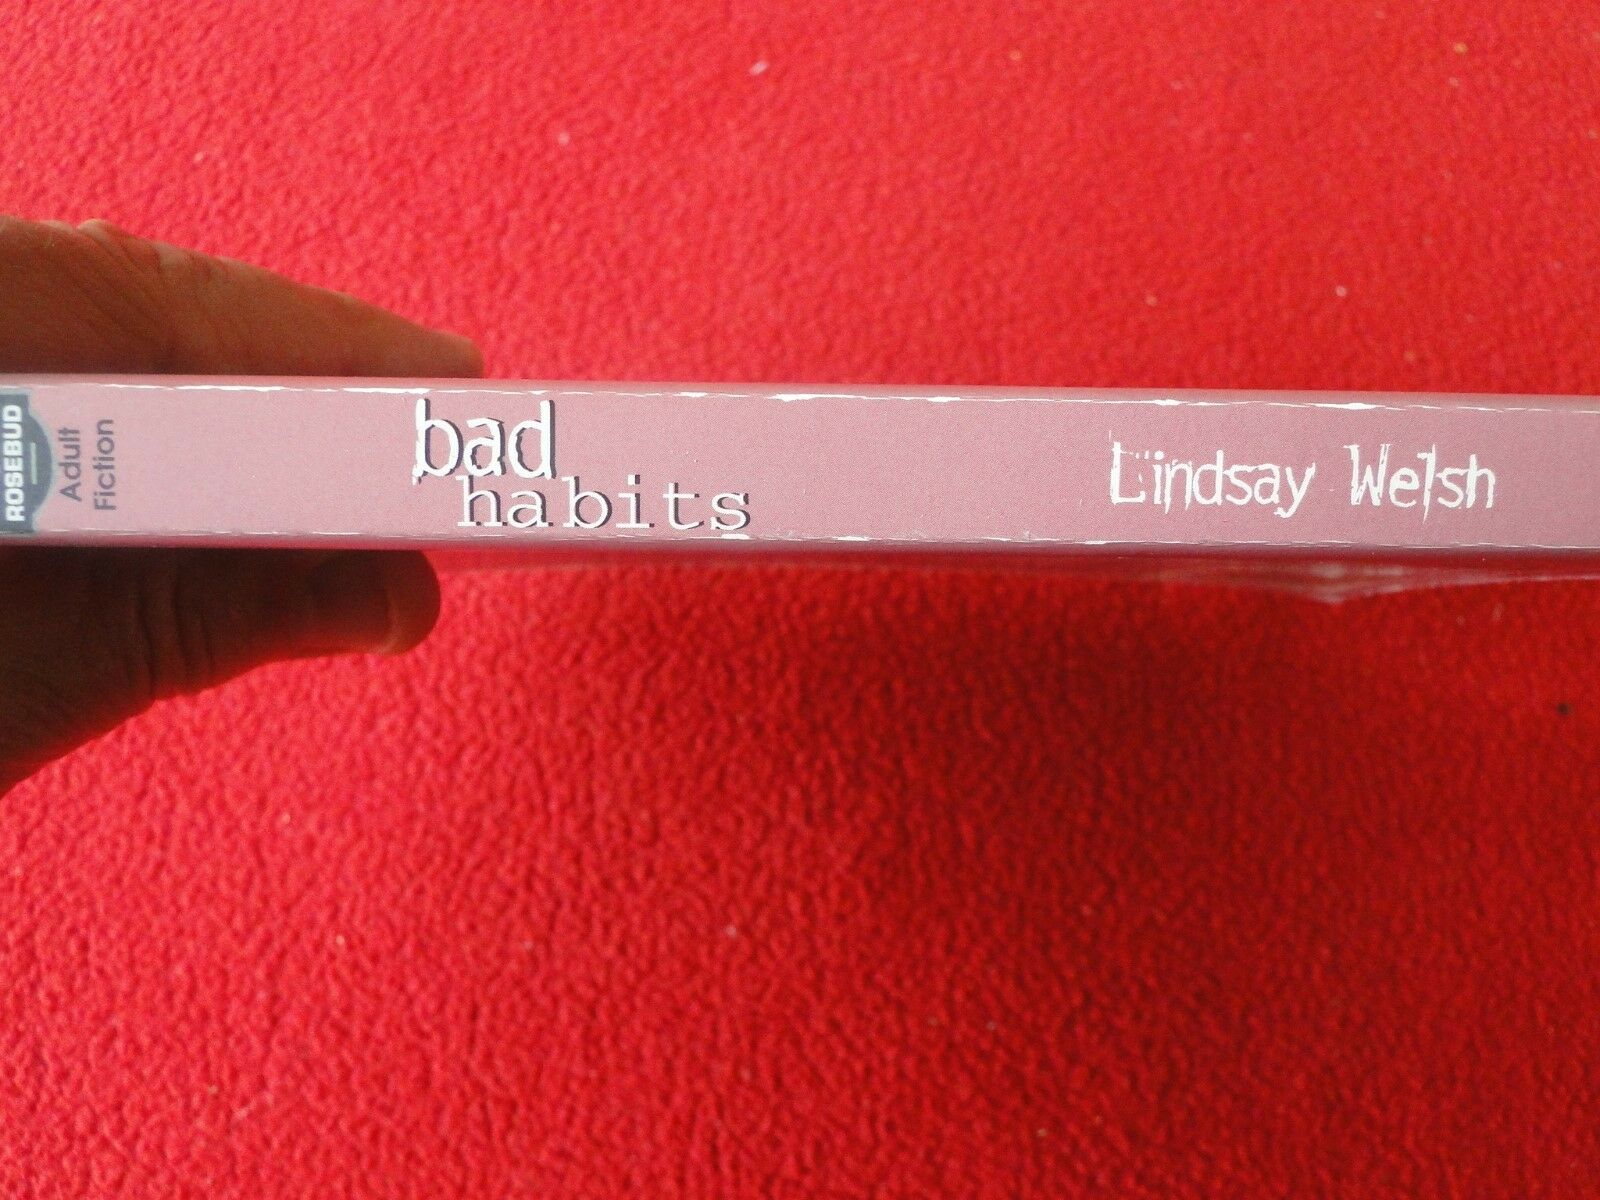 ROSEBUD
Adult
Fiction
bad
habits
Lindsay Welsh